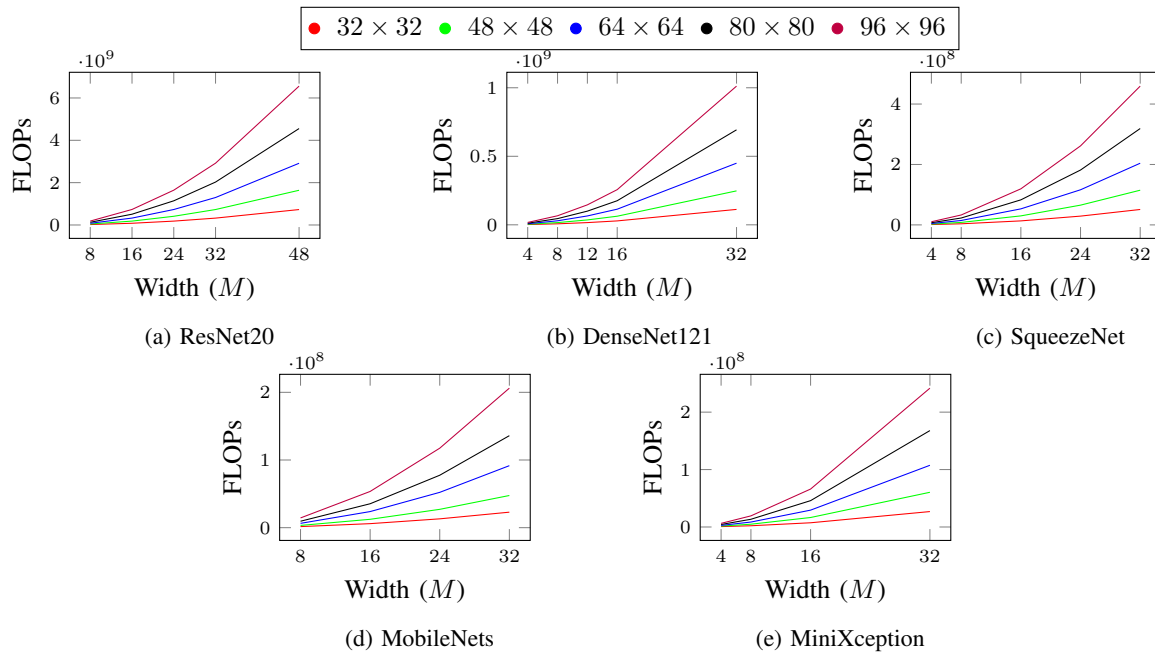 32 × 32 48 × 48 64 × 64 80 × 80 96 × 96
·10^9
6
4
2
0
FLOPs
8 16 24 32 48
Width (M)
(a) ResNet20
·10^9
1
0.5
0
FLOPs
4 8 12 16 32
Width (M)
(b) DenseNet121
·10^8
4
2
0
FLOPs
4 8 16 24 32
Width (M)
(c) SqueezeNet
·10^8
2
1
0
FLOPs
8 16 24 32
Width (M)
(d) MobileNets
·10^8
2
1
0
FLOPs
4 8 16 32
Width (M)
(e) MiniXception